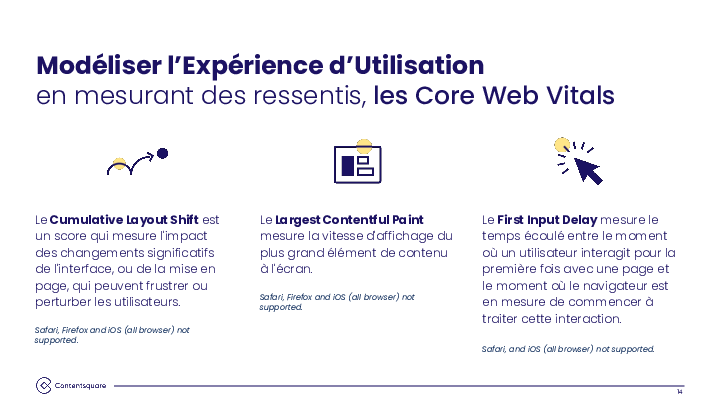 Modéliser l’Expérience d’Utilisation
en mesurant des ressentis, les Core Web Vitals
Le Cumulative Layout Shift est
un score qui mesure l'impact
des changements significatifs
de l'interface, ou de la mise en
page, qui peuvent frustrer ou
perturber les utilisateurs.
Safari, Firefox and iOS (all browser) not
supported.
Le Largest Contentful Paint
mesure la vitesse d'affichage du
plus grand élément de contenu
à l'écran.
Safari, Firefox and iOS (all browser) not
supported.
Le First Input Delay mesure le
temps écoulé entre le moment
où un utilisateur interagit pour la
première fois avec une page et
le moment où le navigateur est
en mesure de commencer à
traiter cette interaction.
Safari, and iOS (all browser) not supported.
Contentsquare
14